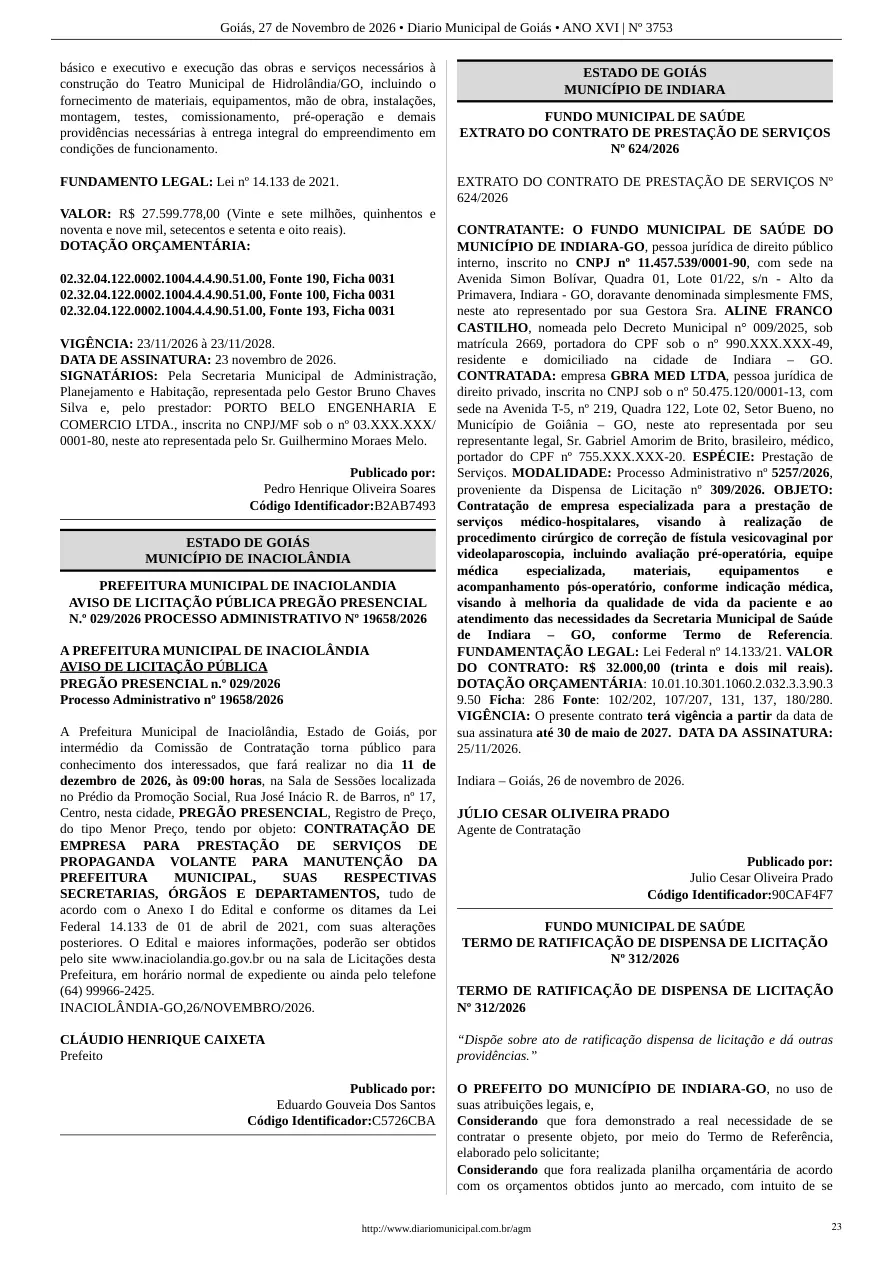 Goiás, 27 de Novembro de 2026 • Diario Municipal de Goiás • ANO XVI | Nº 3753
básico e executivo e execução das obras e serviços necessários à
construção do Teatro Municipal de Hidrolândia/GO, incluindo o
fornecimento de materiais, equipamentos, mão de obra, instalações,
montagem, testes, comissionamento, pré-operação e demais
providências necessárias à entrega integral do empreendimento em
condições de funcionamento.
FUNDAMENTO LEGAL: Lei nº 14.133 de 2021.
VALOR: R$ 27.599.778,00 (Vinte e sete milhões, quinhentos e
noventa e nove mil, setecentos e setenta e oito reais).
DOTAÇÃO ORÇAMENTÁRIA:
02.32.04.122.0002.1004.4.4.90.51.00, Fonte 190, Ficha 0031
02.32.04.122.0002.1004.4.4.90.51.00, Fonte 100, Ficha 0031
02.32.04.122.0002.1004.4.4.90.51.00, Fonte 193, Ficha 0031
VIGÊNCIA: 23/11/2026 à 23/11/2028.
DATA DE ASSINATURA: 23 novembro de 2026.
SIGNATÁRIOS: Pela Secretaria Municipal de Administração,
Planejamento e Habitação, representada pelo Gestor Bruno Chaves
Silva e, pelo prestador: PORTO BELO ENGENHARIA E
COMERCIO LTDA., inscrita no CNPJ/MF sob o nº 03.XXX.XXX/
0001-80, neste ato representada pelo Sr. Guilhermino Moraes Melo.
Publicado por:
Pedro Henrique Oliveira Soares
Código Identificador:B2AB7493
ESTADO DE GOIÁS
MUNICÍPIO DE INACIOLÂNDIA
PREFEITURA MUNICIPAL DE INACIOLANDIA
AVISO DE LICITAÇÃO PÚBLICA PREGÃO PRESENCIAL
N.º 029/2026 PROCESSO ADMINISTRATIVO Nº 19658/2026
A PREFEITURA MUNICIPAL DE INACIOLÂNDIA
AVISO DE LICITAÇÃO PÚBLICA
PREGÃO PRESENCIAL n.º 029/2026
Processo Administrativo nº 19658/2026
A Prefeitura Municipal de Inaciolândia, Estado de Goiás, por
intermédio da Comissão de Contratação torna público para
conhecimento dos interessados, que fará realizar no dia 11 de
dezembro de 2026, às 09:00 horas, na Sala de Sessões localizada
no Prédio da Promoção Social, Rua José Inácio R. de Barros, nº 17,
Centro, nesta cidade, PREGÃO PRESENCIAL, Registro de Preço,
do tipo Menor Preço, tendo por objeto: CONTRATAÇÃO DE
EMPRESA PARA PRESTAÇÃO DE SERVIÇOS DE
PROPAGANDA VOLANTE PARA MANUTENÇÃO DA
PREFEITURA MUNICIPAL, SUAS RESPECTIVAS
SECRETARIAS, ÓRGÃOS E DEPARTAMENTOS, tudo de
acordo com o Anexo I do Edital e conforme os ditames da Lei
Federal 14.133 de 01 de abril de 2021, com suas alterações
posteriores. O Edital e maiores informações, poderão ser obtidos
pelo site www.inaciolandia.go.gov.br ou na sala de Licitações desta
Prefeitura, em horário normal de expediente ou ainda pelo telefone
(64) 99966-2425.
INACIOLÂNDIA-GO,26/NOVEMBRO/2026.
CLÁUDIO HENRIQUE CAIXETA
Prefeito
Publicado por:
Eduardo Gouveia Dos Santos
Código Identificador:C5726CBA
ESTADO DE GOIÁS
MUNICÍPIO DE INDIARA
FUNDO MUNICIPAL DE SAÚDE
EXTRATO DO CONTRATO DE PRESTAÇÃO DE SERVIÇOS
Nº 624/2026
EXTRATO DO CONTRATO DE PRESTAÇÃO DE SERVIÇOS Nº
624/2026
CONTRATANTE: O FUNDO MUNICIPAL DE SAÚDE DO
MUNICÍPIO DE INDIARA-GO, pessoa jurídica de direito público
interno, inscrito no CNPJ nº 11.457.539/0001-90, com sede na
Avenida Simon Bolívar, Quadra 01, Lote 01/22, s/n - Alto da
Primavera, Indiara - GO, doravante denominada simplesmente FMS,
neste ato representado por sua Gestora Sra. ALINE FRANCO
CASTILHO, nomeada pelo Decreto Municipal n° 009/2025, sob
matrícula 2669, portadora do CPF sob o nº 990.XXX.XXX-49,
residente e domiciliado na cidade de Indiara – GO.
CONTRATADA: empresa GBRA MED LTDA, pessoa jurídica de
direito privado, inscrita no CNPJ sob o nº 50.475.120/0001-13, com
sede na Avenida T-5, nº 219, Quadra 122, Lote 02, Setor Bueno, no
Município de Goiânia – GO, neste ato representada por seu
representante legal, Sr. Gabriel Amorim de Brito, brasileiro, médico,
portador do CPF nº 755.XXX.XXX-20. ESPÉCIE: Prestação de
Serviços. MODALIDADE: Processo Administrativo nº 5257/2026,
proveniente da Dispensa de Licitação nº 309/2026. OBJETO:
Contratação de empresa especializada para a prestação de
serviços médico-hospitalares, visando à realização de
procedimento cirúrgico de correção de fístula vesicovaginal por
videolaparoscopia, incluindo avaliação pré-operatória, equipe
médica especializada, materiais, equipamentos e
acompanhamento pós-operatório, conforme indicação médica,
visando à melhoria da qualidade de vida da paciente e ao
atendimento das necessidades da Secretaria Municipal de Saúde
de Indiara – GO, conforme Termo de Referencia.
FUNDAMENTAÇÃO LEGAL: Lei Federal nº 14.133/21. VALOR
DO CONTRATO: R$ 32.000,00 (trinta e dois mil reais).
DOTAÇÃO ORÇAMENTÁRIA: 10.01.10.301.1060.2.032.3.3.90.3
9.50 Ficha: 286 Fonte: 102/202, 107/207, 131, 137, 180/280.
VIGÊNCIA: O presente contrato terá vigência a partir da data de
sua assinatura até 30 de maio de 2027. DATA DA ASSINATURA:
25/11/2026.
Indiara – Goiás, 26 de novembro de 2026.
JÚLIO CESAR OLIVEIRA PRADO
Agente de Contratação
Publicado por:
Julio Cesar Oliveira Prado
Código Identificador:90CAF4F7
FUNDO MUNICIPAL DE SAÚDE
TERMO DE RATIFICAÇÃO DE DISPENSA DE LICITAÇÃO
Nº 312/2026
TERMO DE RATIFICAÇÃO DE DISPENSA DE LICITAÇÃO
Nº 312/2026
“Dispõe sobre ato de ratificação dispensa de licitação e dá outras
providências.”
O PREFEITO DO MUNICÍPIO DE INDIARA-GO, no uso de
suas atribuições legais, e,
Considerando que fora demonstrado a real necessidade de se
contratar o presente objeto, por meio do Termo de Referência,
elaborado pelo solicitante;
Considerando que fora realizada planilha orçamentária de acordo
com os orçamentos obtidos junto ao mercado, com intuito de se
http://www.diariomunicipal.com.br/agm
23